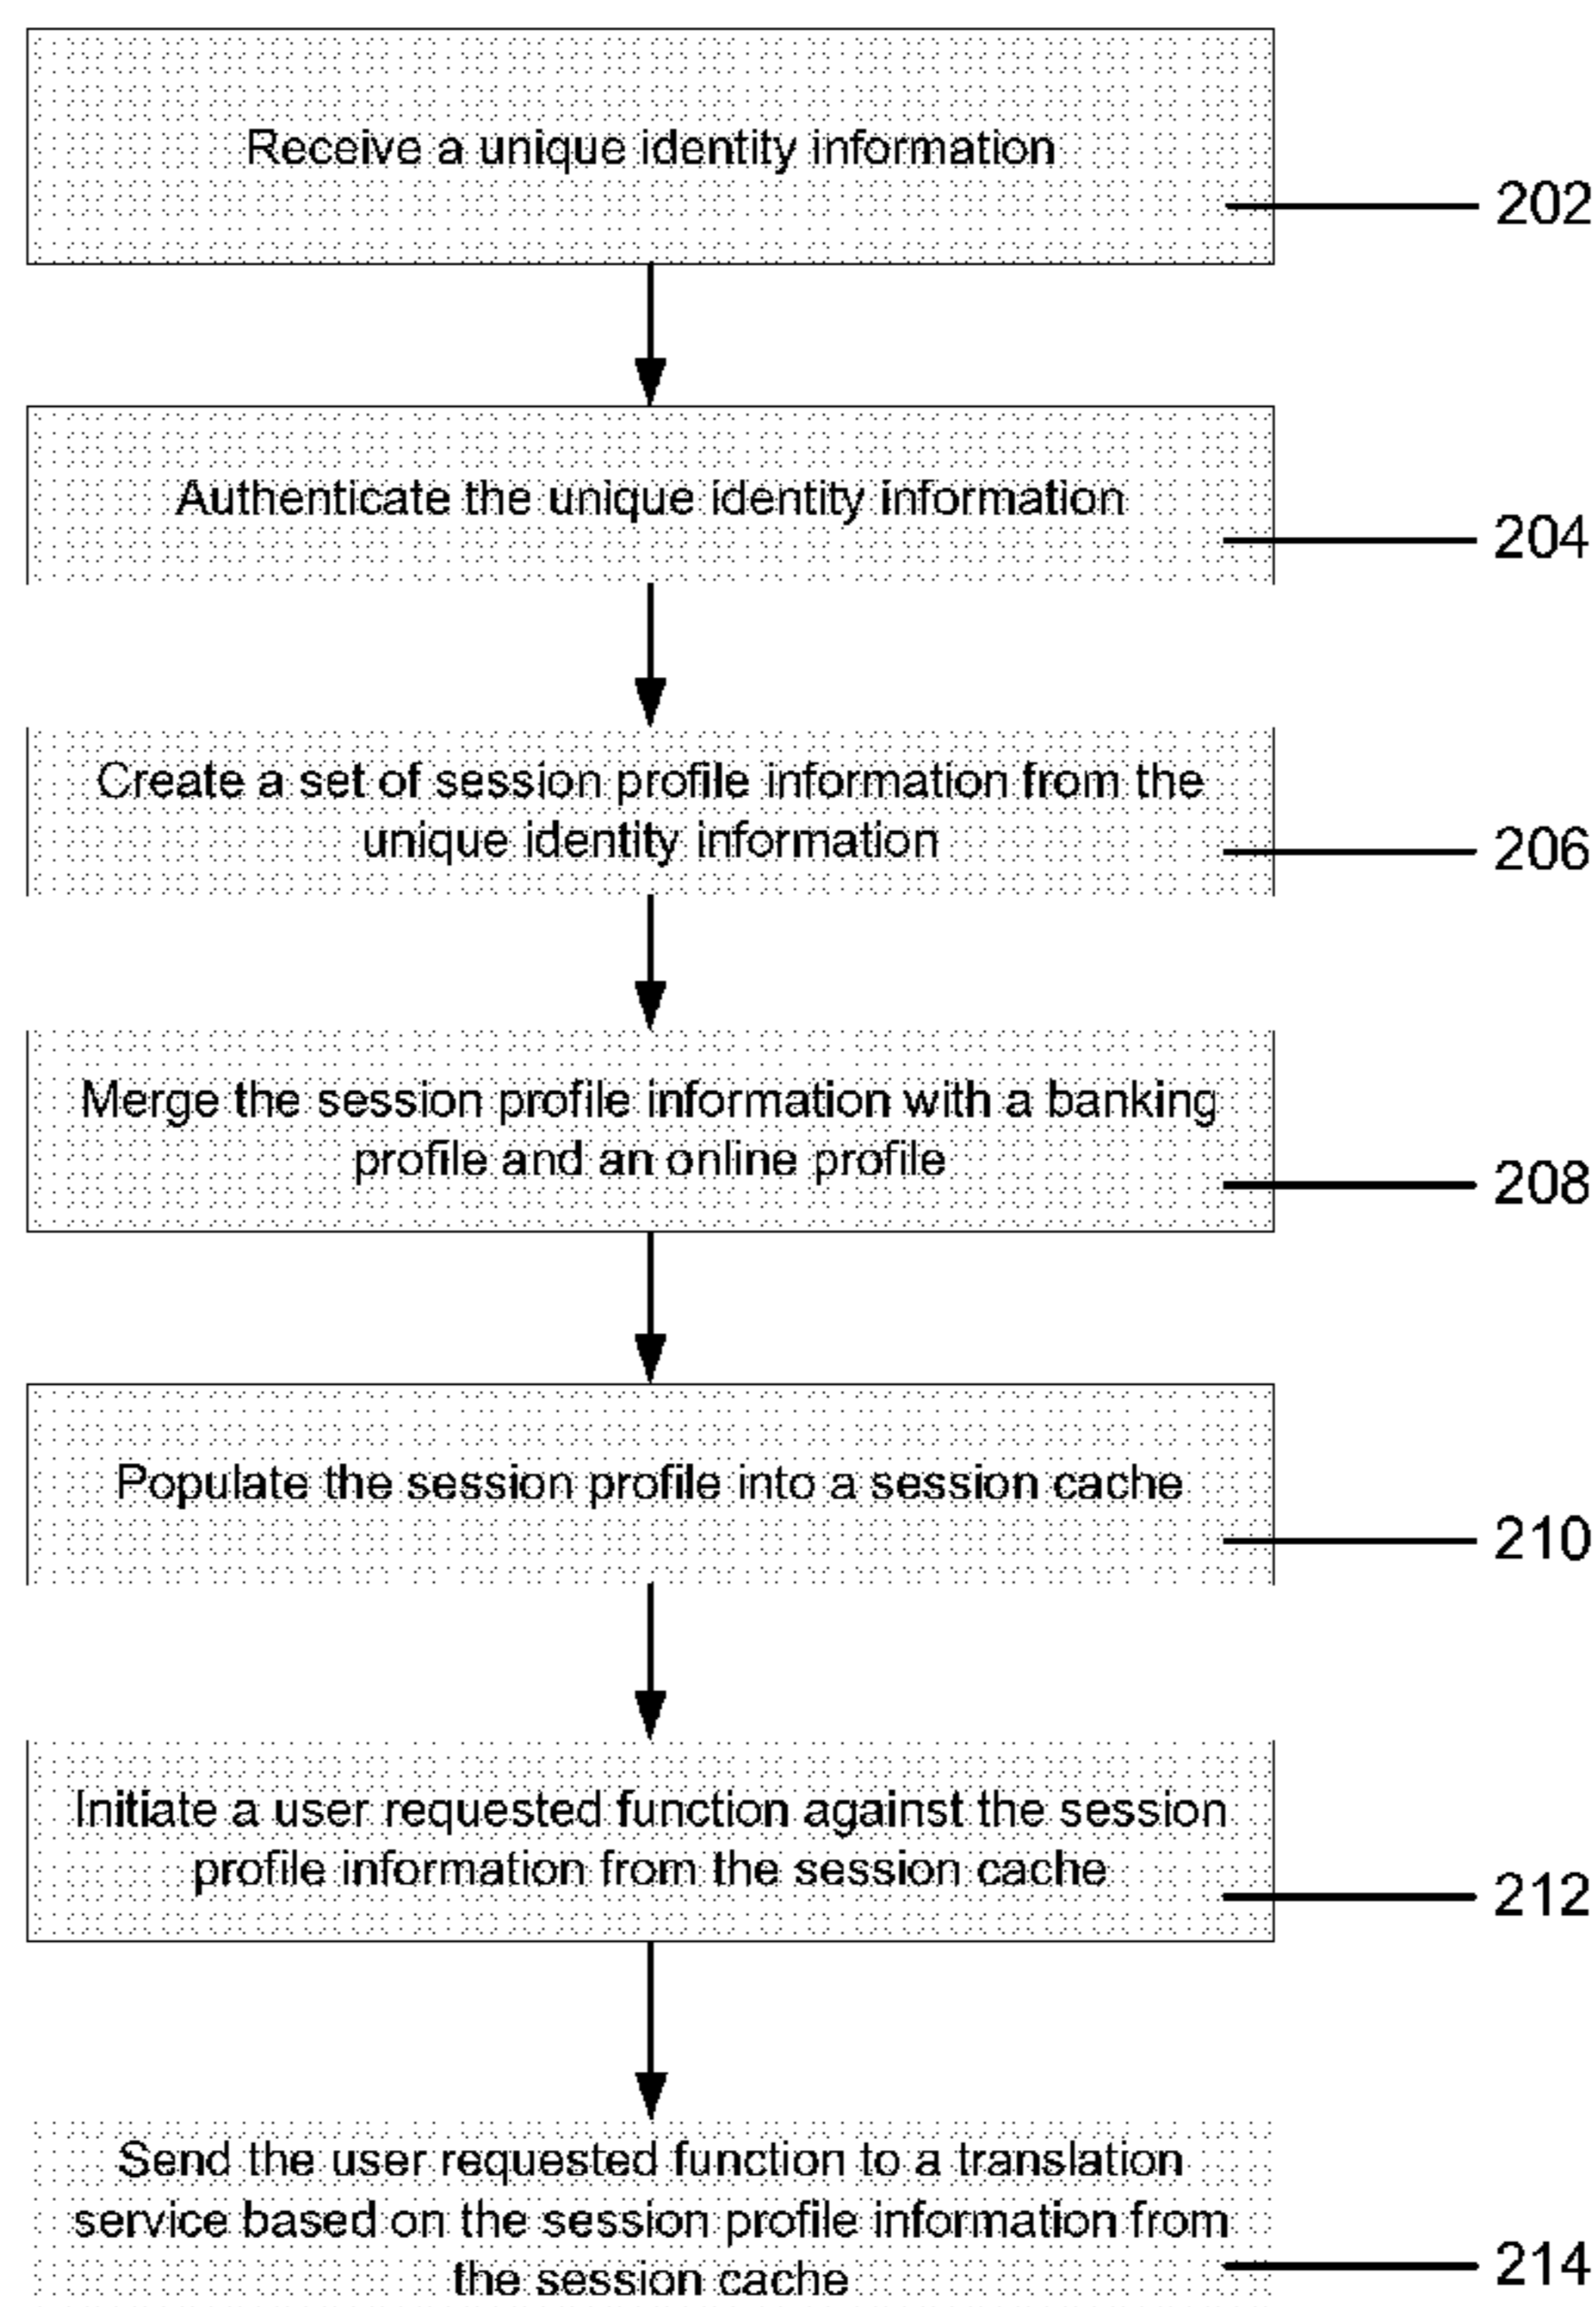 Receive a unique identity information
202
Authenticate the unique identity information
204
Create a set of session profile information from the
unique identity information
206
Merge the session profile information with a banking
profile and an online profile
208
Populate the session profile into a session cache
210
Initiate a user requested function against the session
profile information from the session cache
212
Send the user requested function to a translation
service based on the session profile information from
the session cache
214